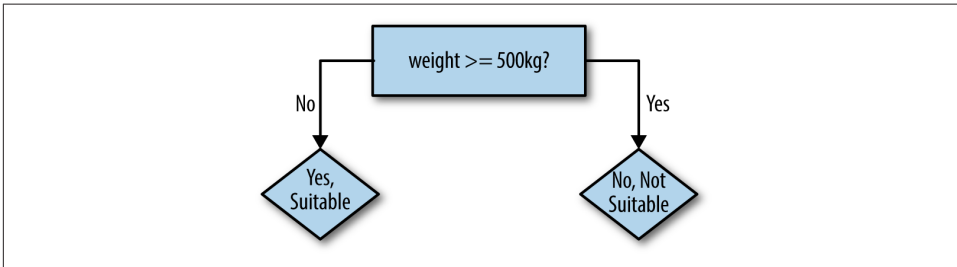 weight >= 500kg?
No
Yes
Yes,
Suitable
No, Not
Suitable